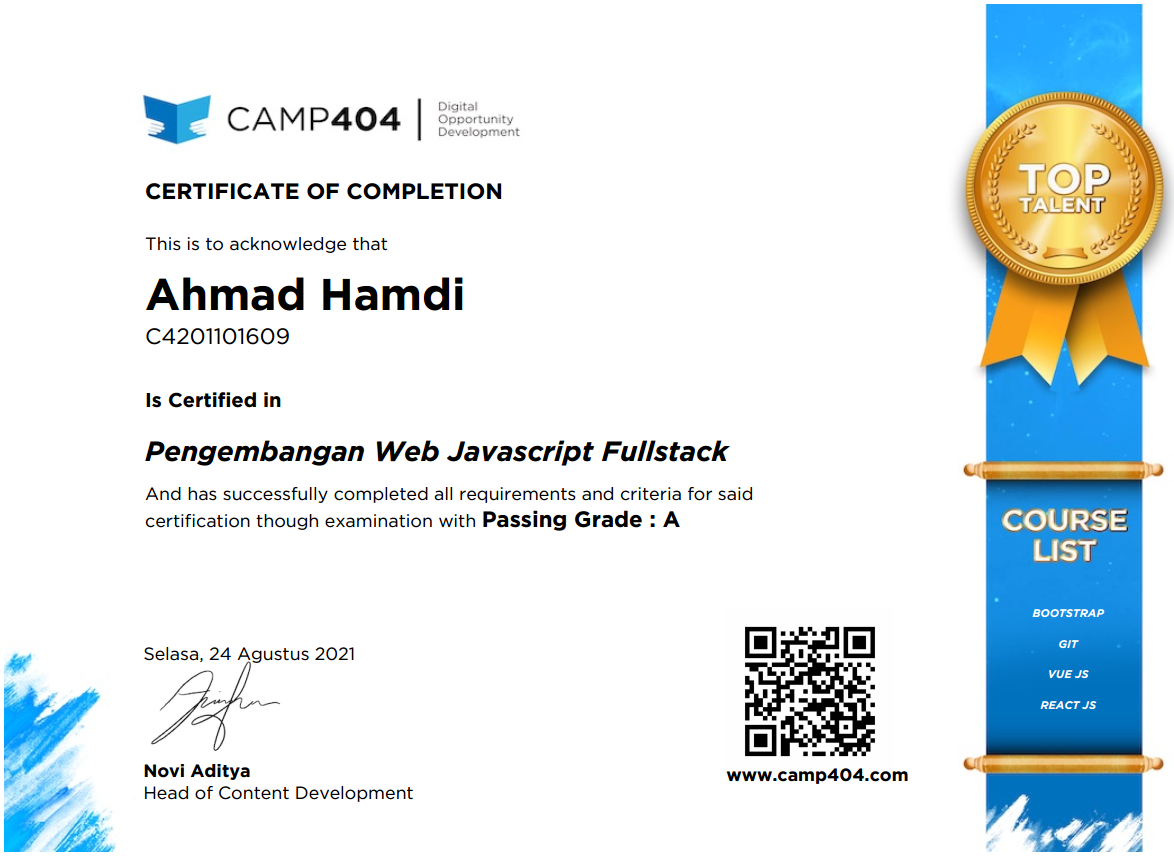 CAMP404
Digital
Opportunity
Development
CERTIFICATE OF COMPLETION
This is to acknowledge that
Ahmad Hamdi
C4201101609
Is Certified in
Pengembangan Web Javascript Fullstack
And has successfully completed all requirements and criteria for said
certification though examination with Passing Grade : A
Selasa, 24 Agustus 2021
Novi Aditya
Head of Content Development
www.camp404.com
TOP
TALENT
COURSE
LIST
BOOTSTRAP
GIT
VUE JS
REACT JS